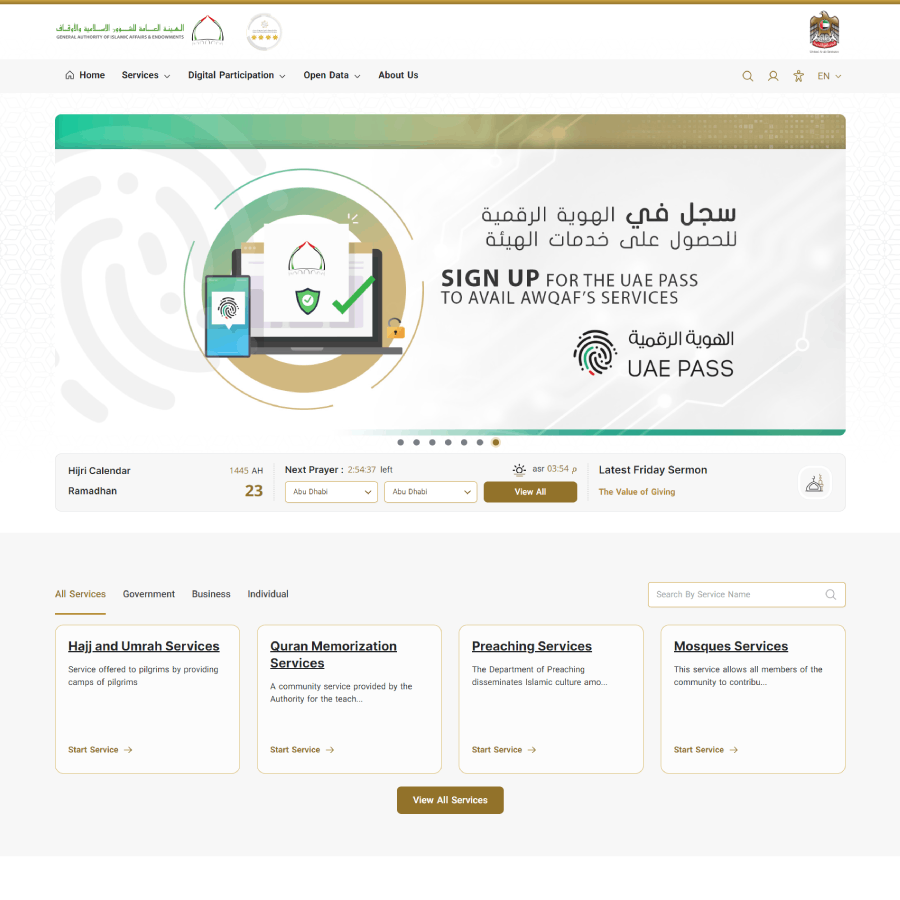 الهيئة العامة للشؤون الإسلامية والأوقاف
GENERAL AUTHORITY OF ISLAMIC AFFAIRS & ENDOWMENTS
Home
Services
Digital Participation
Open Data
About Us
EN
سجل في الهوية الرقمية
للحصول على خدمات الهيئة
SIGN UP FOR THE UAE PASS
TO AVAIL AWQAF'S SERVICES
الهوية الرقمية
UAE PASS
Hijri Calendar
1445 AH
Ramadhan
23
Next Prayer : 2:54:37 left
asr 03:54 م
Abu Dhabi
Abu Dhabi
View All
Latest Friday Sermon
The Value of Giving
All Services
Government
Business
Individual
Search By Service Name
Hajj and Umrah Services
Service offered to pilgrims by providing
camps of pilgrims
Start Service
Quran Memorization
Services
A community service provided by the
Authority for the teach...
Start Service
Preaching Services
The Department of Preaching
disseminates Islamic culture amo...
Start Service
Mosques Services
This service allows all members of the
community to contribu...
Start Service
View All Services